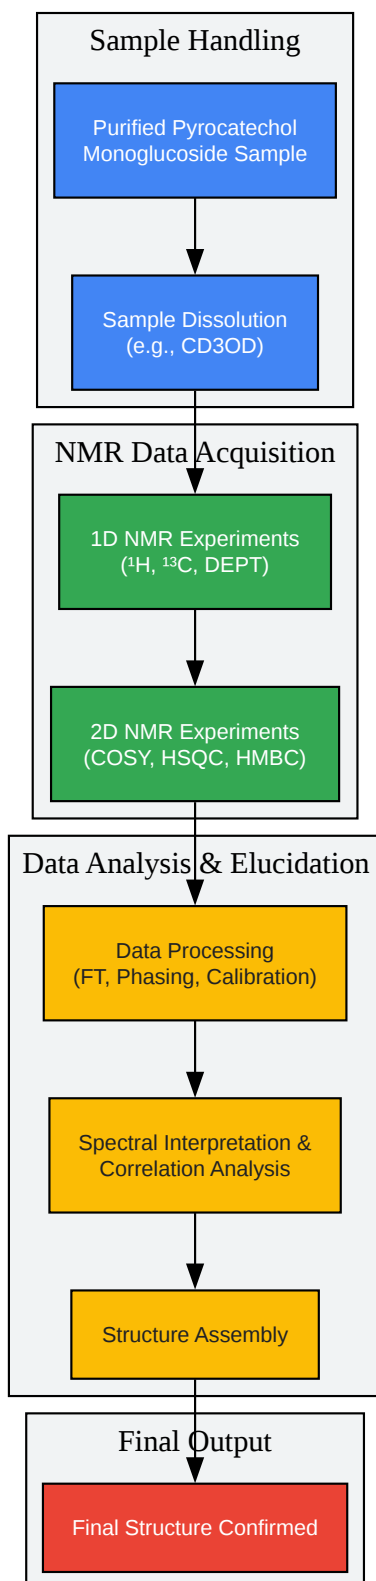 Sample Handling
Purified Pyrocatechol
Monoglucoside Sample
Sample Dissolution
(e.g., CD3OD)
NMR Data Acquisition
1D NMR Experiments
(¹H, ¹³C, DEPT)
2D NMR Experiments
(COSY, HSQC, HMBC)
Data Analysis & Elucidation
Data Processing
(FT, Phasing, Calibration)
Spectral Interpretation &
Correlation Analysis
Structure Assembly
Final Output
Final Structure Confirmed